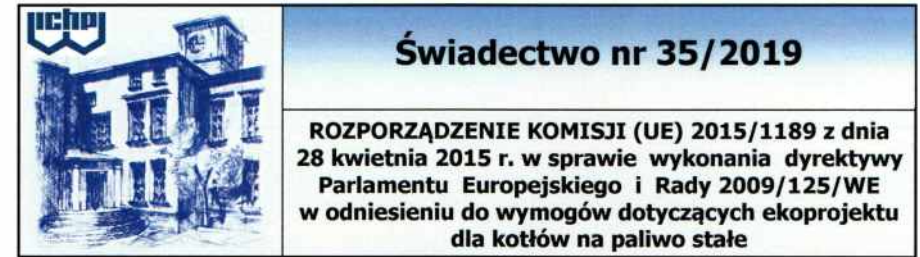 IChPW
Świadectwo nr 35/2019
ROZPORZĄDZENIE KOMISJI (UE) 2015/1189 z dnia
28 kwietnia 2015 r. w sprawie wykonania dyrektywy
Parlamentu Europejskiego i Rady 2009/125/WE
w odniesieniu do wymogów dotyczących ekoprojektu
dla kotłów na paliwo stałe